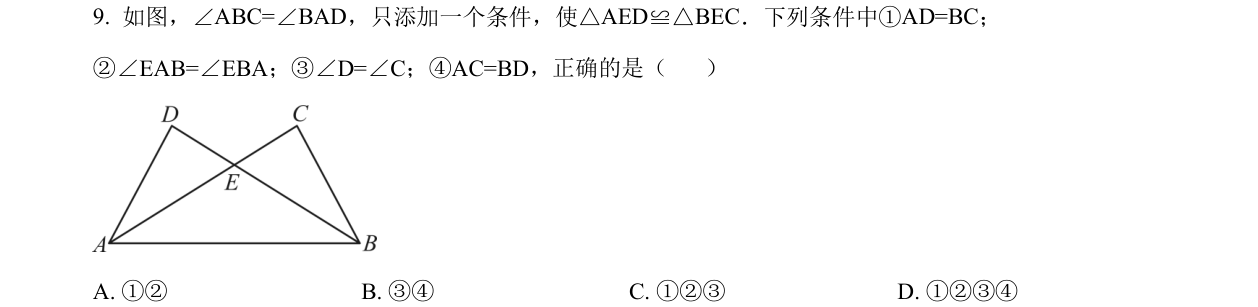 9. 如图，∠ABC=∠BAD，只添加一个条件，使△AED≌△BEC．下列条件中①AD=BC；
②∠EAB=∠EBA；③∠D=∠C；④AC=BD，正确的是（　　）
D C
E
A B
A. ①② B. ③④ C. ①②③ D. ①②③④